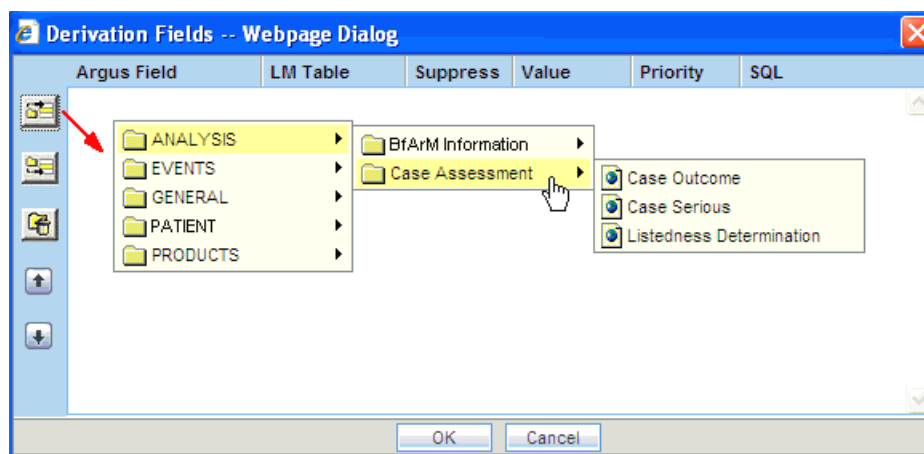 Derivation Fields -- Webpage Dialog
Argus Field LM Table Suppress Value Priority SQL
ANALYSIS
EVENTS
GENERAL
PATIENT
PRODUCTS
BfArM Information
Case Assessment
Case Outcome
Case Serious
Listedness Determination
OK Cancel